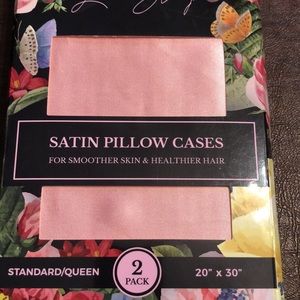 SATIN PILLOW CASES
FOR SMOOTHER SKIN & HEALTHIER HAIR
STANDARD/QUEEN
2
PACK
20" x 30"